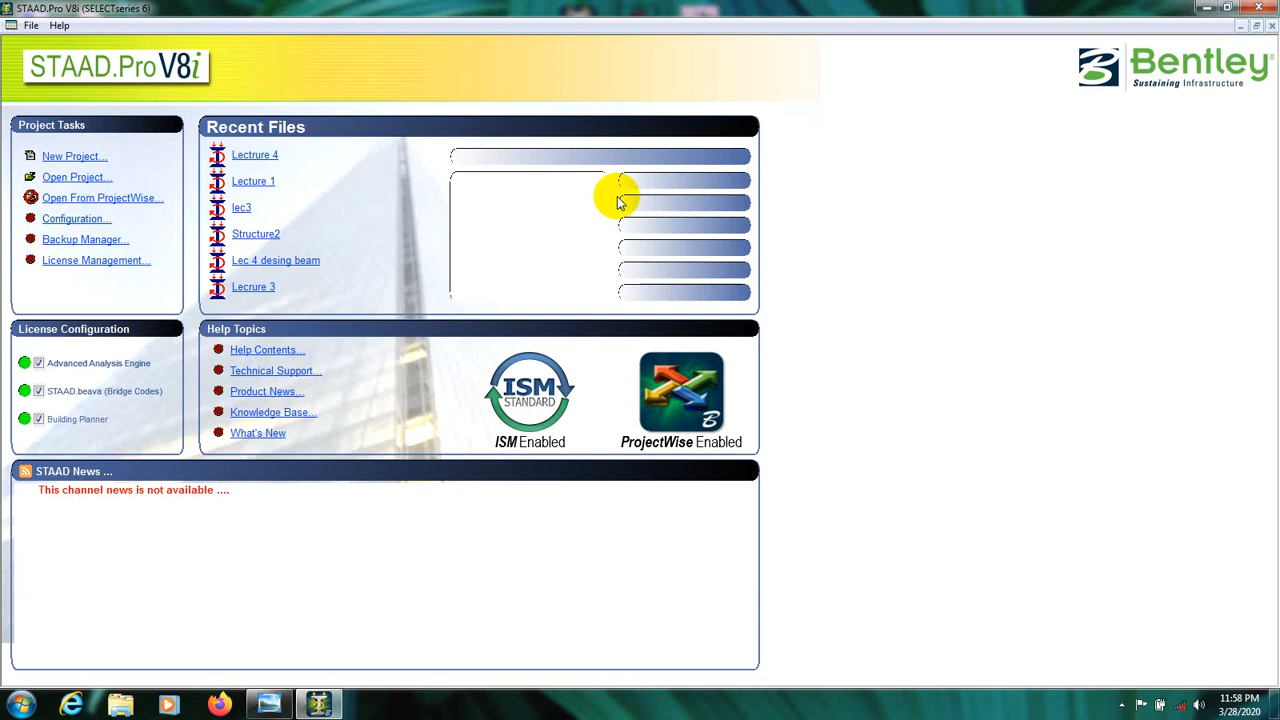 STAAD.Pro V8i (SELECTseries 6)
File Help
STAAD.Pro V8i
Bentley
Sustaining Infrastructure
Project Tasks
New Project...
Open Project...
Open From ProjectWise...
Configuration...
Backup Manager...
License Management...
Recent Files
Lectrure 4
Lecture 1
lec3
Structure2
Lec 4 desing beam
Lecrure 3
License Configuration
Advanced Analysis Engine
STAAD.beava (Bridge Codes)
Building Planner
Help Topics
Help Contents...
Technical Support...
Product News...
Knowledge Base...
What's New
ISM
STANDARD
ISM Enabled
B
ProjectWise Enabled
STAAD News ...
This channel news is not available ....
11:58 PM
3/28/2020